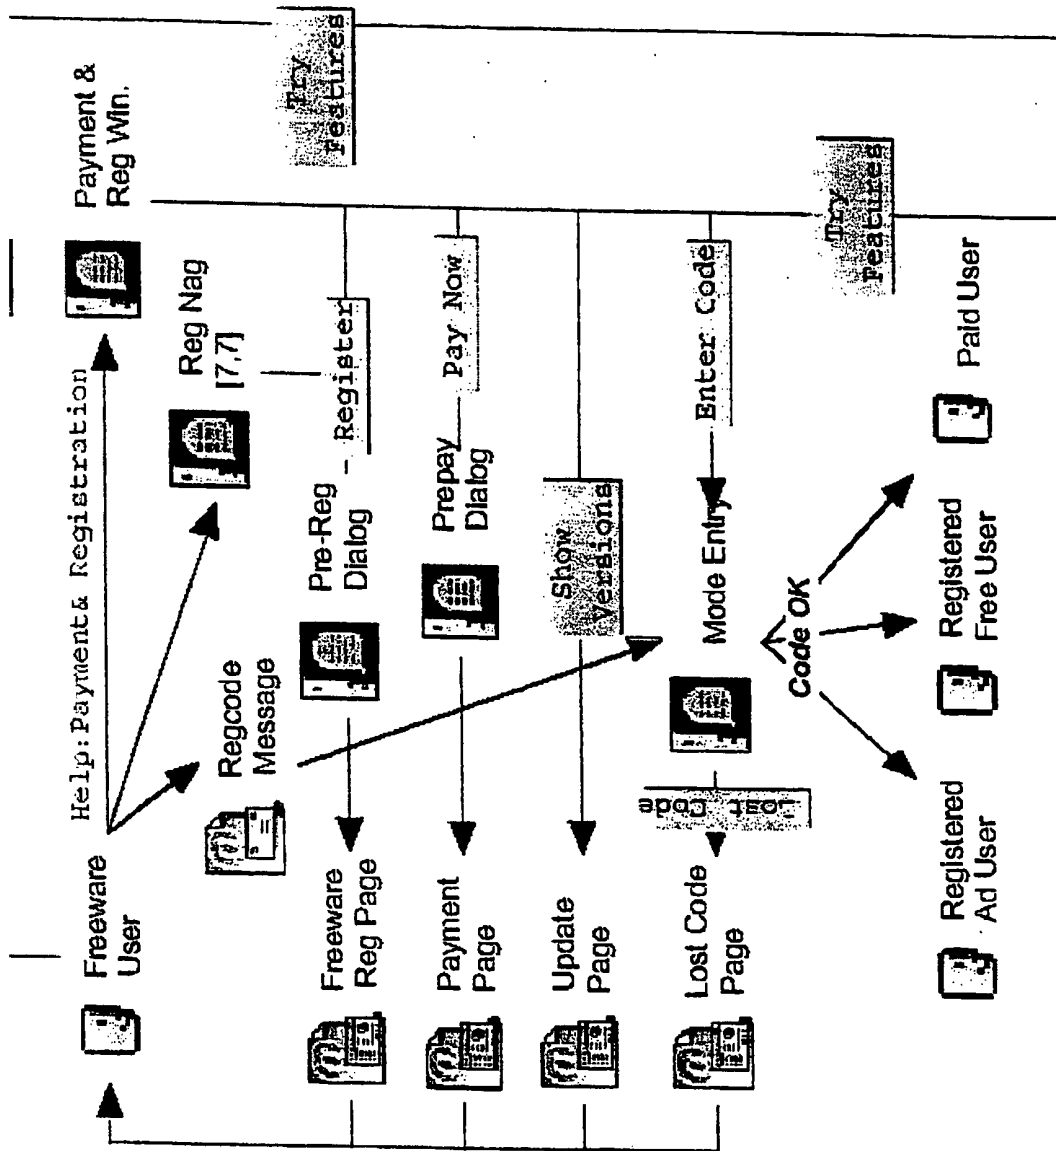 Freeware
User
Help:Payment& Registration
Payment &
Reg Win.
Reg Nag
[7,7]
Try
Features
Regcode
Message
Freeware
Reg Page
Pre-Reg
Dialog
Register
Payment
Page
Prepay
Dialog
Pay Now
Update
Page
Show
Versions
Lost Code
Page
Lost Code
Mode Entry
Enter Code
Code OK
Try
Features
Registered
Ad User
Registered
Free User
Paid User